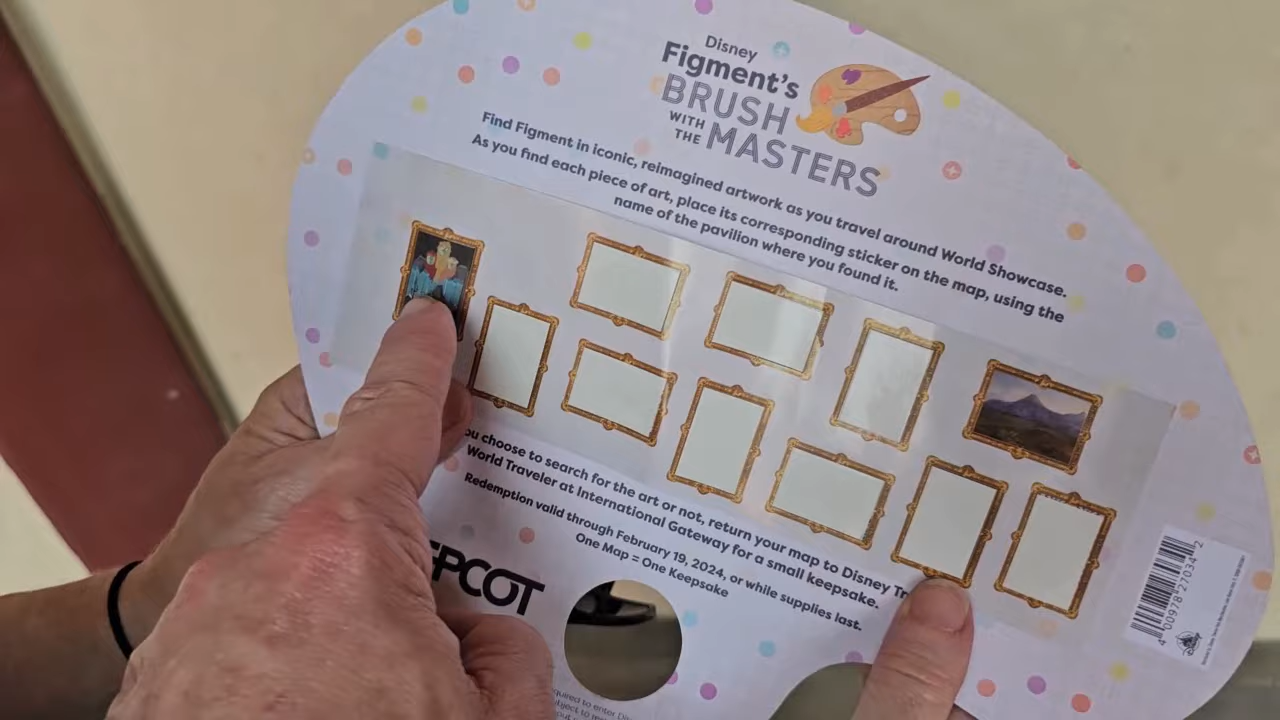 Disney
Figment's
BRUSH
WITH
THE MASTERS
Find Figment in iconic, reimagined artwork as you travel around World Showcase.
As you find each piece of art, place its corresponding sticker on the map, using the
name of the pavilion where you found it.
ou choose to search for the art or not, return your map to Disney Tr
World Traveler at International Gateway for a small keepsake.
Redemption valid through February 19, 2024, or while supplies last.
One Map = One Keepsake
EPCOT
4 00978 27034 2